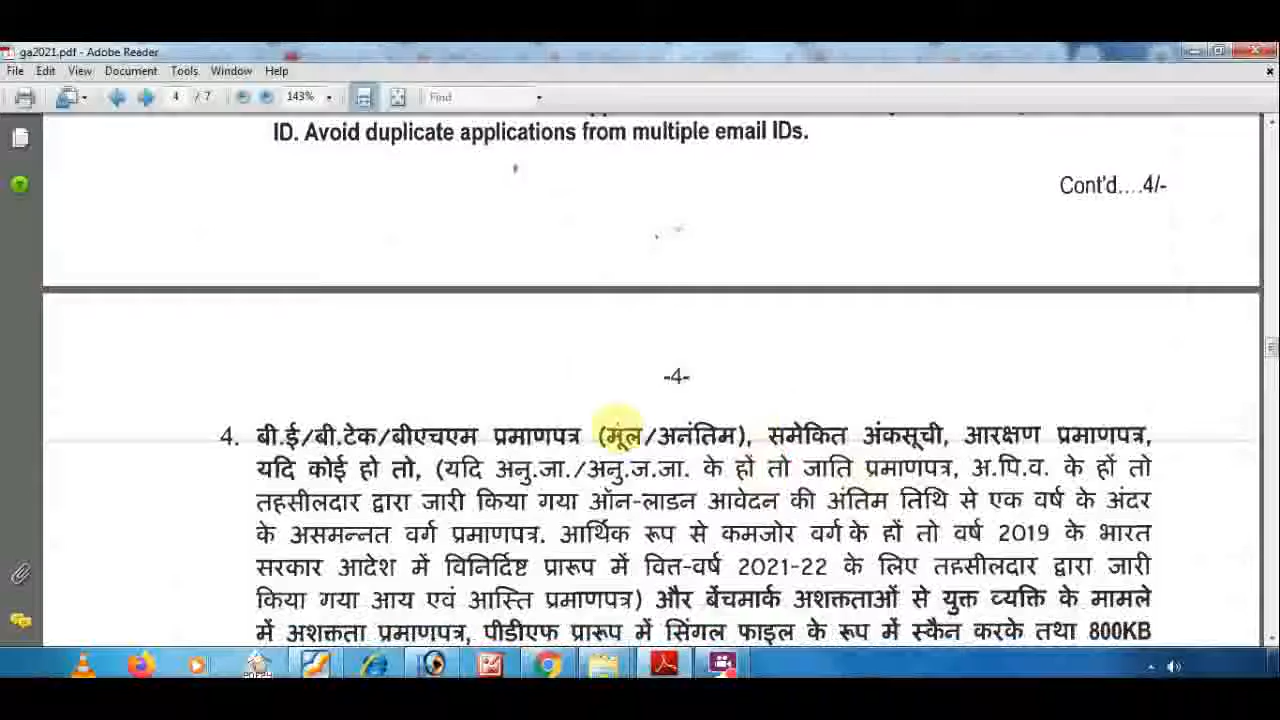 ga2021.pdf - Adobe Reader
File Edit View Document Tools Window Help
4 / 7 143% Find
ID. Avoid duplicate applications from multiple email IDs.
Cont'd....4/-
-4-
4. बी.ई/बी.टेक/बीएचएम प्रमाणपत्र (मूल/अनंतिम), समेकित अंकसूची, आरक्षण प्रमाणपत्र,
यदि कोई हो तो, (यदि अनु.जा./अनु.ज.जा. के हों तो जाति प्रमाणपत्र, अ.पि.व. के हों तो
तहसीलदार द्वारा जारी किया गया ऑन-लाडन आवेदन की अंतिम तिथि से एक वर्ष के अंदर
के असमन्नत वर्ग प्रमाणपत्र. आर्थिक रूप से कमजोर वर्ग के हों तो वर्ष 2019 के भारत
सरकार आदेश में विनिर्दिष्ट प्रारूप में वित्त-वर्ष 2021-22 के लिए तहसीलदार द्वारा जारी
किया गया आय एवं आस्ति प्रमाणपत्र) और बेंचमार्क अशक्तताओं से युक्त व्यक्ति के मामले
में अशक्तता प्रमाणपत्र, पीडीएफ प्रारूप में सिंगल फाइल के रूप में स्कैन करके तथा 800KB